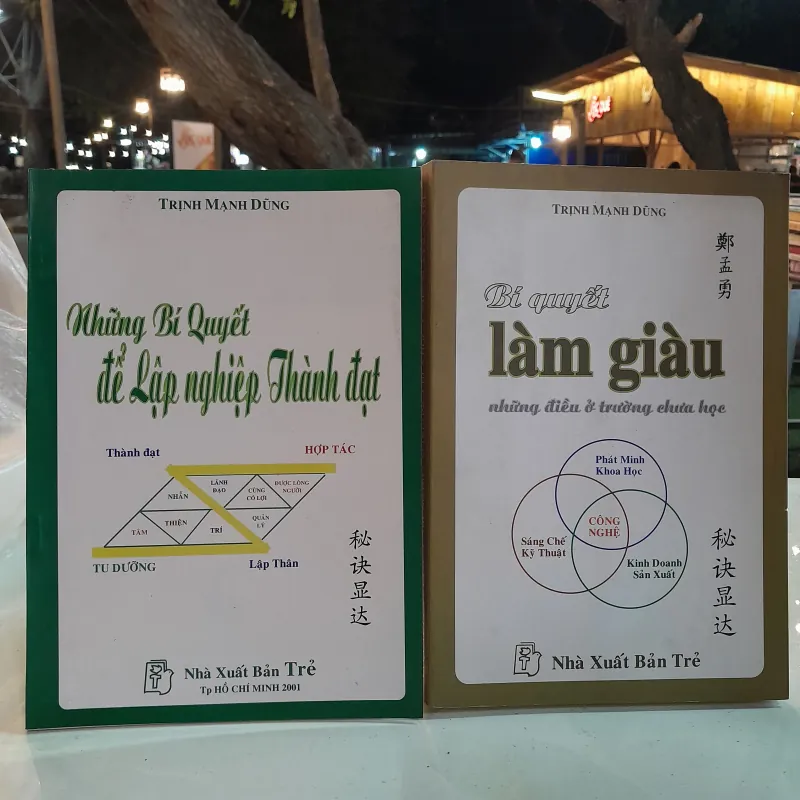 TRỊNH MẠNH DŨNG
Những Bí Quyết
để Lập nghiệp Thành đạt
Thành đạt
HỢP TÁC
NHẪN
LÃNH
ĐẠO
CÙNG
CÓ LỢI
ĐƯỢC LÒNG
NGƯỜI
TÂM
THIỆN
TRÍ
QUẢN
LÝ
TU DƯỠNG
Lập Thân
秘
诀
显
达
Nhà Xuất Bản Trẻ
Tp HỒ CHÍ MINH 2001
TRỊNH MẠNH DŨNG
鄭
孟
勇
Bí quyết
làm giàu
những điều ở trường chưa học
Phát Minh
Khoa Học
CÔNG
NGHỆ
Sáng Chế
Kỹ Thuật
Kinh Doanh
Sản Xuất
秘
诀
显
达
Nhà Xuất Bản Trẻ